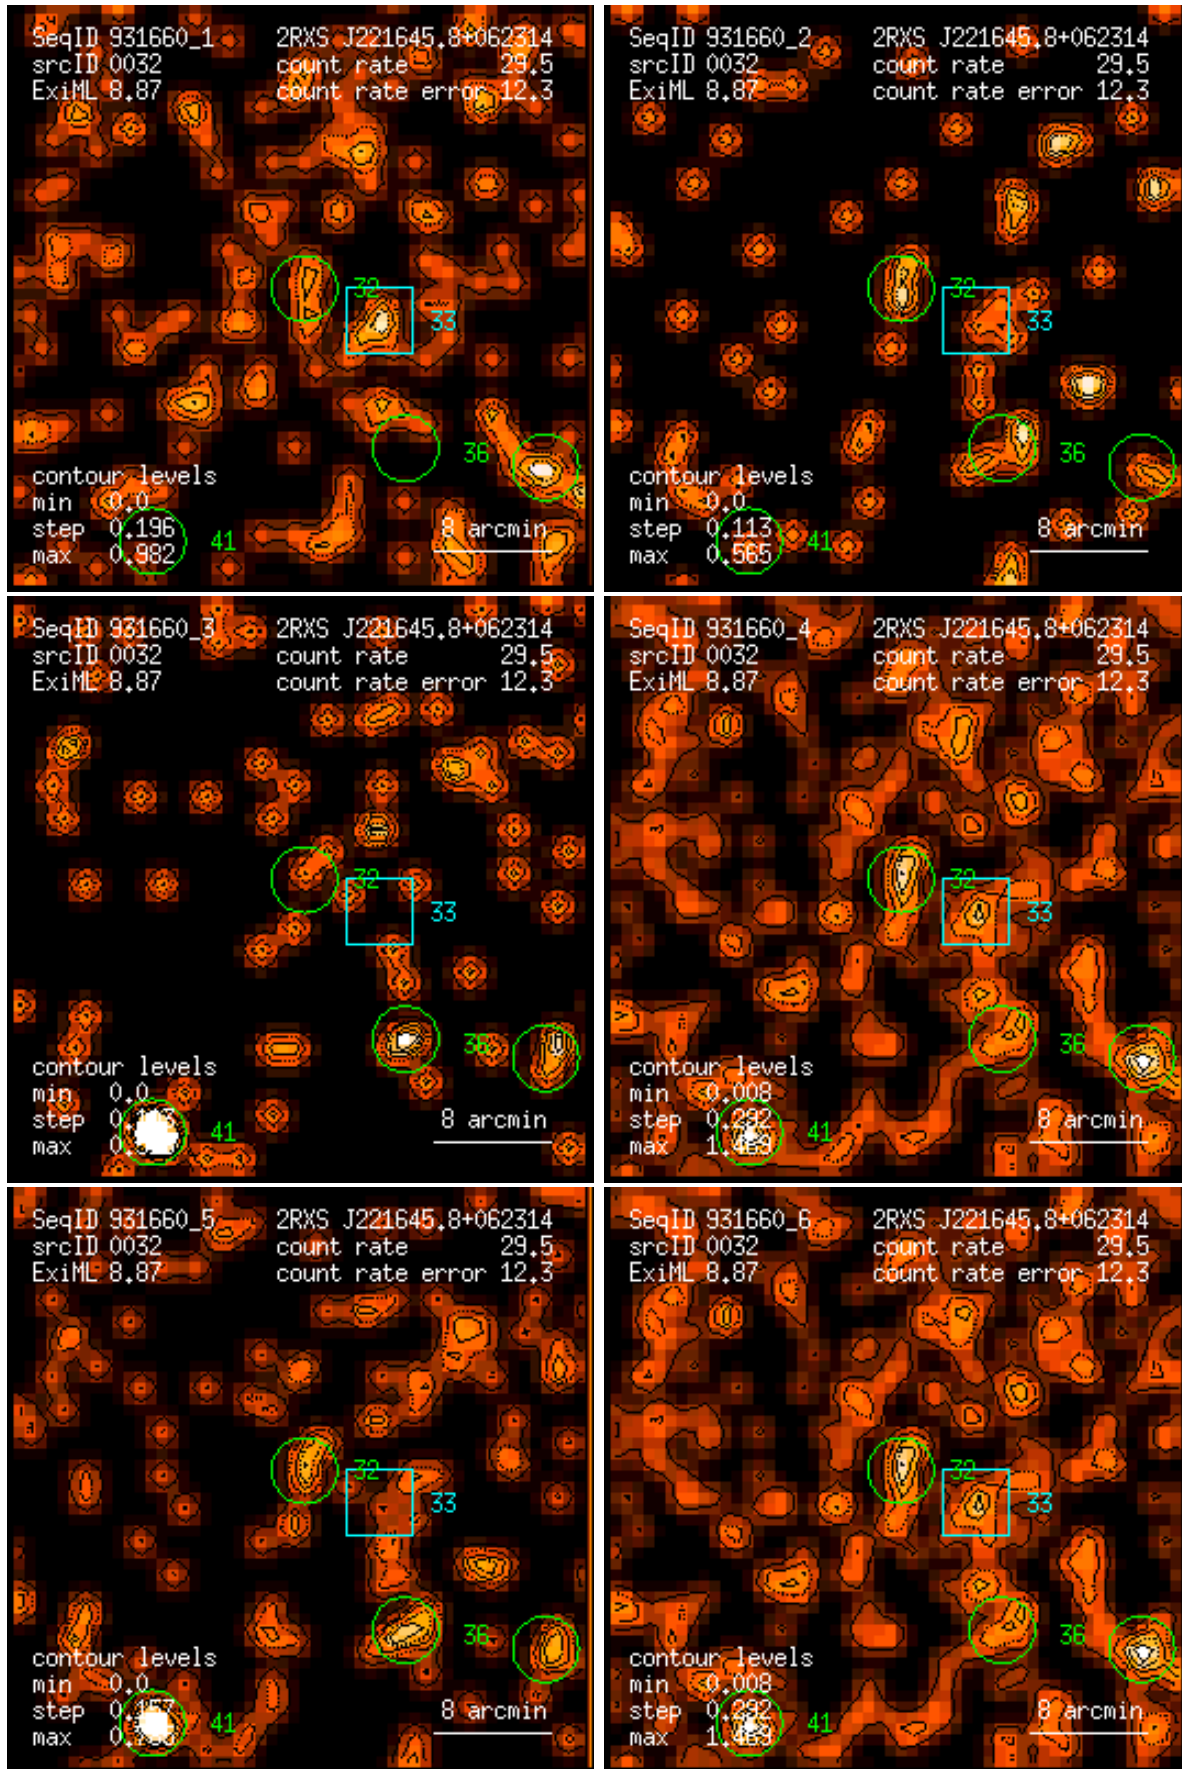 SeqID 931660_1 2RXS J221645.8+062314
srcID 0032 count rate 29.5
ExiML 8.87 count rate error 12.3
32
33
36
contour levels
min 0.0
step 0.196 8 arcmin
41
max 0.982
SeqID 931660_2 2RXS J221645.8+062314
srcID 0032 count rate 29.5
ExiML 8.87 count rate error 12.3
32
33
36
contour levels
min 0.0
step 0.113 8 arcmin
41
max 0.565
SeqID 931660_3 2RXS J221645.8+062314
srcID 0032 count rate 29.5
ExiML 8.87 count rate error 12.3
32
33
36
contour levels
min 0.0
step 8 arcmin
41
max
SeqID 931660_4 2RXS J221645.8+062314
srcID 0032 count rate 29.5
ExiML 8.87 count rate error 12.3
32
33
36
contour levels
min 0.008
step 0.292 8 arcmin
41
max 1.469
SeqID 931660_5 2RXS J221645.8+062314
srcID 0032 count rate 29.5
ExiML 8.87 count rate error 12.3
32
33
36
contour levels
min 0.0
step 0.157 8 arcmin
41
max
SeqID 931660_6 2RXS J221645.8+062314
srcID 0032 count rate 29.5
ExiML 8.87 count rate error 12.3
32
33
36
contour levels
min 0.008
step 0.292 8 arcmin
41
max 1.469